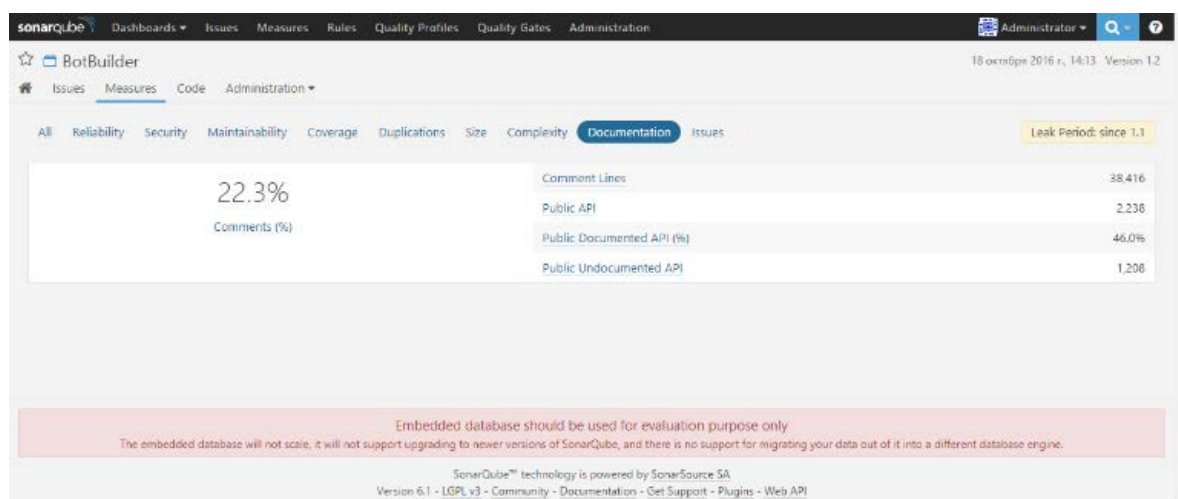 sonarqube Dashboards Issues Measures Rules Quality Profiles Quality Gates Administration Administrator
BotBuilder 18 октября 2016 г., 14:13 Version 1.2
Issues Measures Code Administration
All Reliability Security Maintainability Coverage Duplications Size Complexity Documentation Issues Leak Period: since 1.1
22.3%
Comments (%)
Comment Lines 38,416
Public API 2,238
Public Documented API (%) 46.0%
Public Undocumented API 1,208
Embedded database should be used for evaluation purpose only
The embedded database will not scale, it will not support upgrading to newer versions of SonarQube, and there is no support for migrating your data out of it into a different database engine.
SonarQube™ technology is powered by SonarSource SA
Version 6.1 - LGPL v3 - Community - Documentation - Get Support - Plugins - Web API